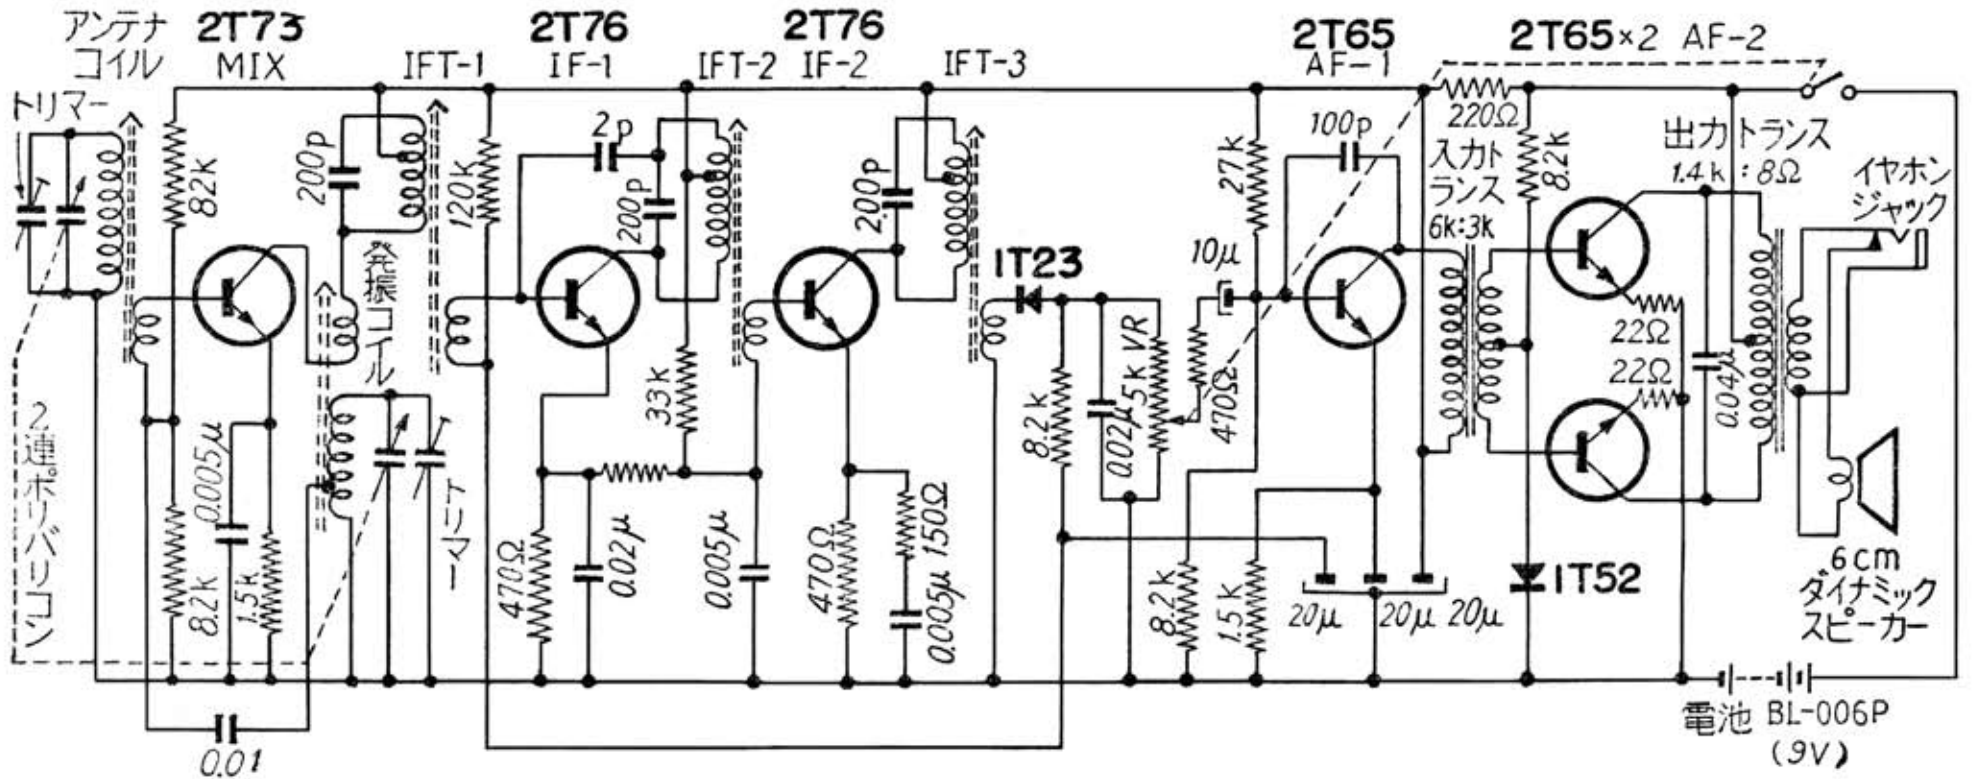 アンテナ
コイル
2T73
MIX
IFT-1
2T76
IF-1
IFT-2
2T76
IF-2
IFT-3
2T65
AF-1
2T65×2 AF-2
トリマー
82k
200p
120k
2p
200p
200p
27k
100p
220Ω
入力ト
ランス
6k:3k
8.2k
出力トランス
1.4k : 8Ω
イヤホン
ジャック
発振コイル
1T23
10μ
22Ω
22Ω
2連ポリバリコン
0.005μ
8.2k
1.5k
トリマー
33k
470Ω
0.02μ
0.005μ
470Ω
150Ω
0.005μ
8.2k
0.02μ
5k VR
470Ω
8.2k
1.5k
20μ
20μ
20μ
0.04μ
1T52
6cm
ダイナミック
スピーカー
0.01
電池 BL-006P
(9V)